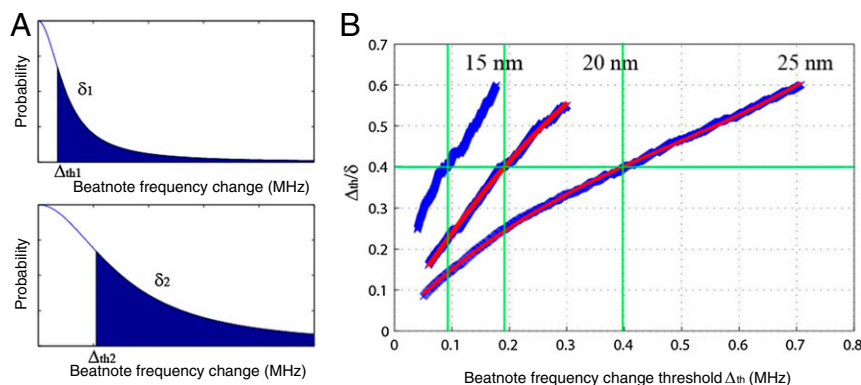 A
Probability
δ1
Δth1
Beatnote frequency change (MHz)
Probability
δ2
Δth2
Beatnote frequency change (MHz)
B
0.7
0.6
0.5
0.4
0.3
0.2
0.1
0
Δth/δ
15 nm
20 nm
25 nm
0 0.1 0.2 0.3 0.4 0.5 0.6 0.7 0.8
Beatnote frequency change threshold Δth (MHz)